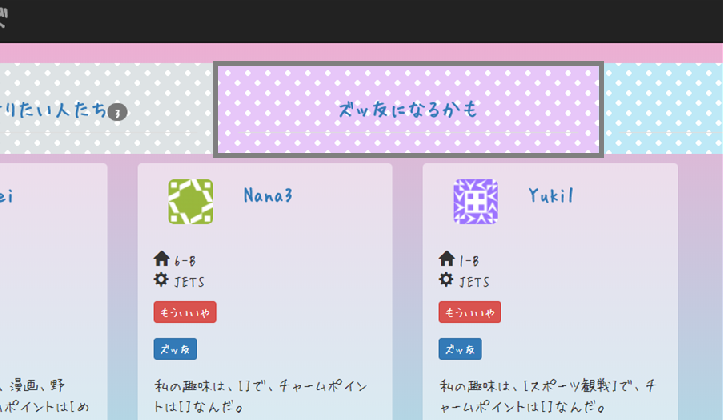 りたい人たち 3
ズッ友になるかも
ei
Nana3
Yuki1
6-B
1-B
JETS
JETS
もういいや
もういいや
ズッ友
ズッ友
、漫画、野
私の趣味は、[]で、チャームポイン
私の趣味は、[スポーツ観戦]で、チ
ムポイントは[め
トは[]なんだ。
ャームポイントは[]なんだ。